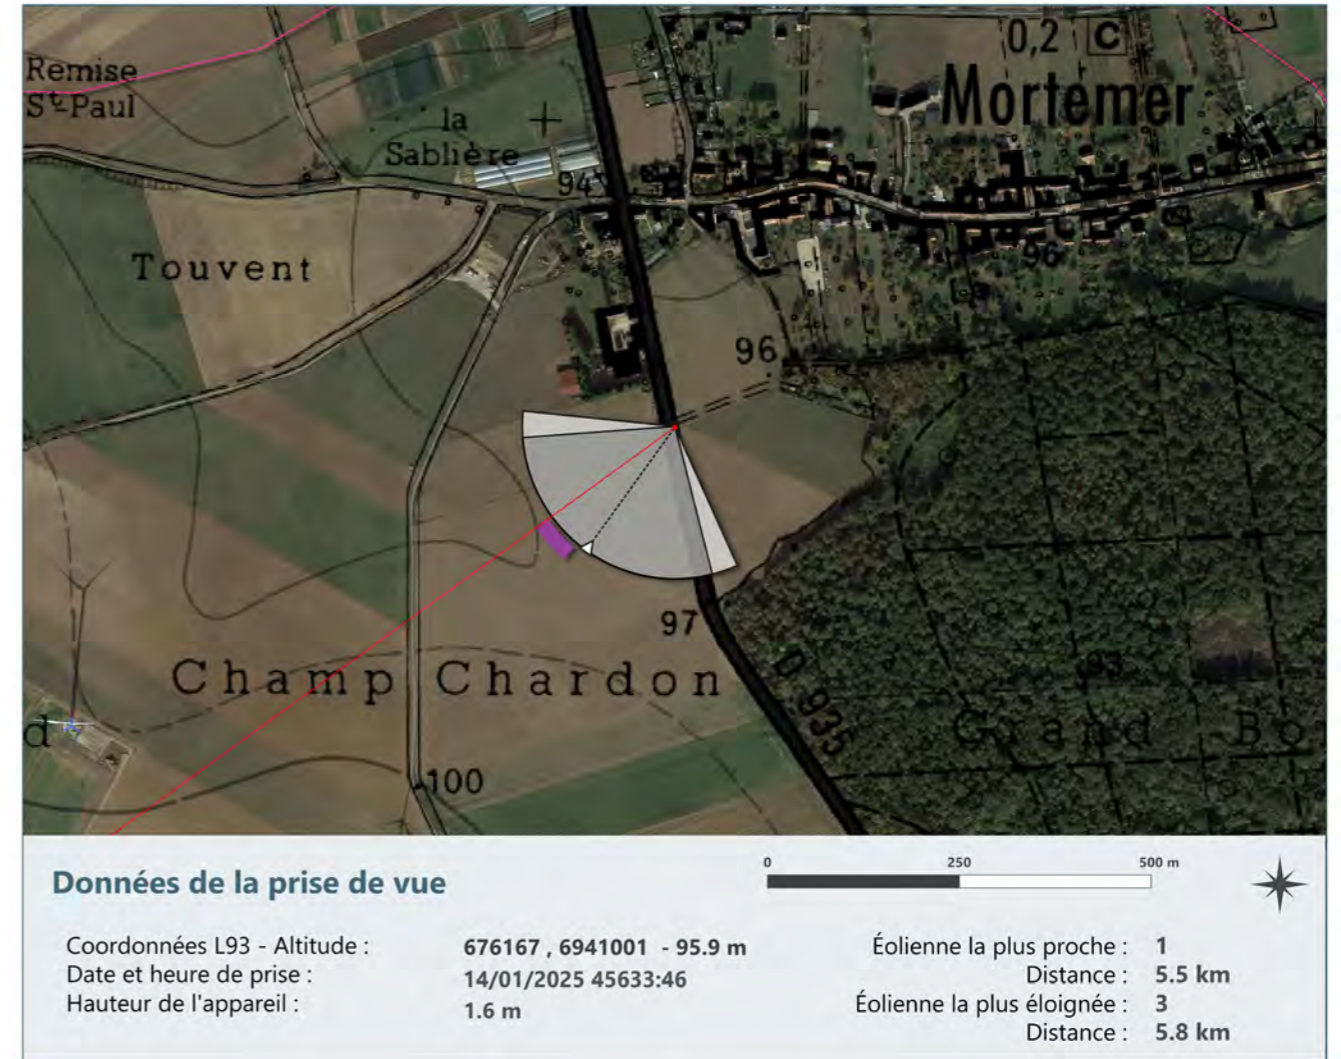 0,2 C
Remise
St-Paul
Mortemer
la
Sablière
94
Touvent
96
96
97
Champ Chardon
93
D 935
d
Grand Bo
100
Données de la prise de vue
0 250 500 m
Coordonnées L93 - Altitude : 676167 , 6941001 - 95.9 m
Date et heure de prise : 14/01/2025 45633:46
Hauteur de l'appareil : 1.6 m
Éolienne la plus proche : 1
Distance : 5.5 km
Éolienne la plus éloignée : 3
Distance : 5.8 km